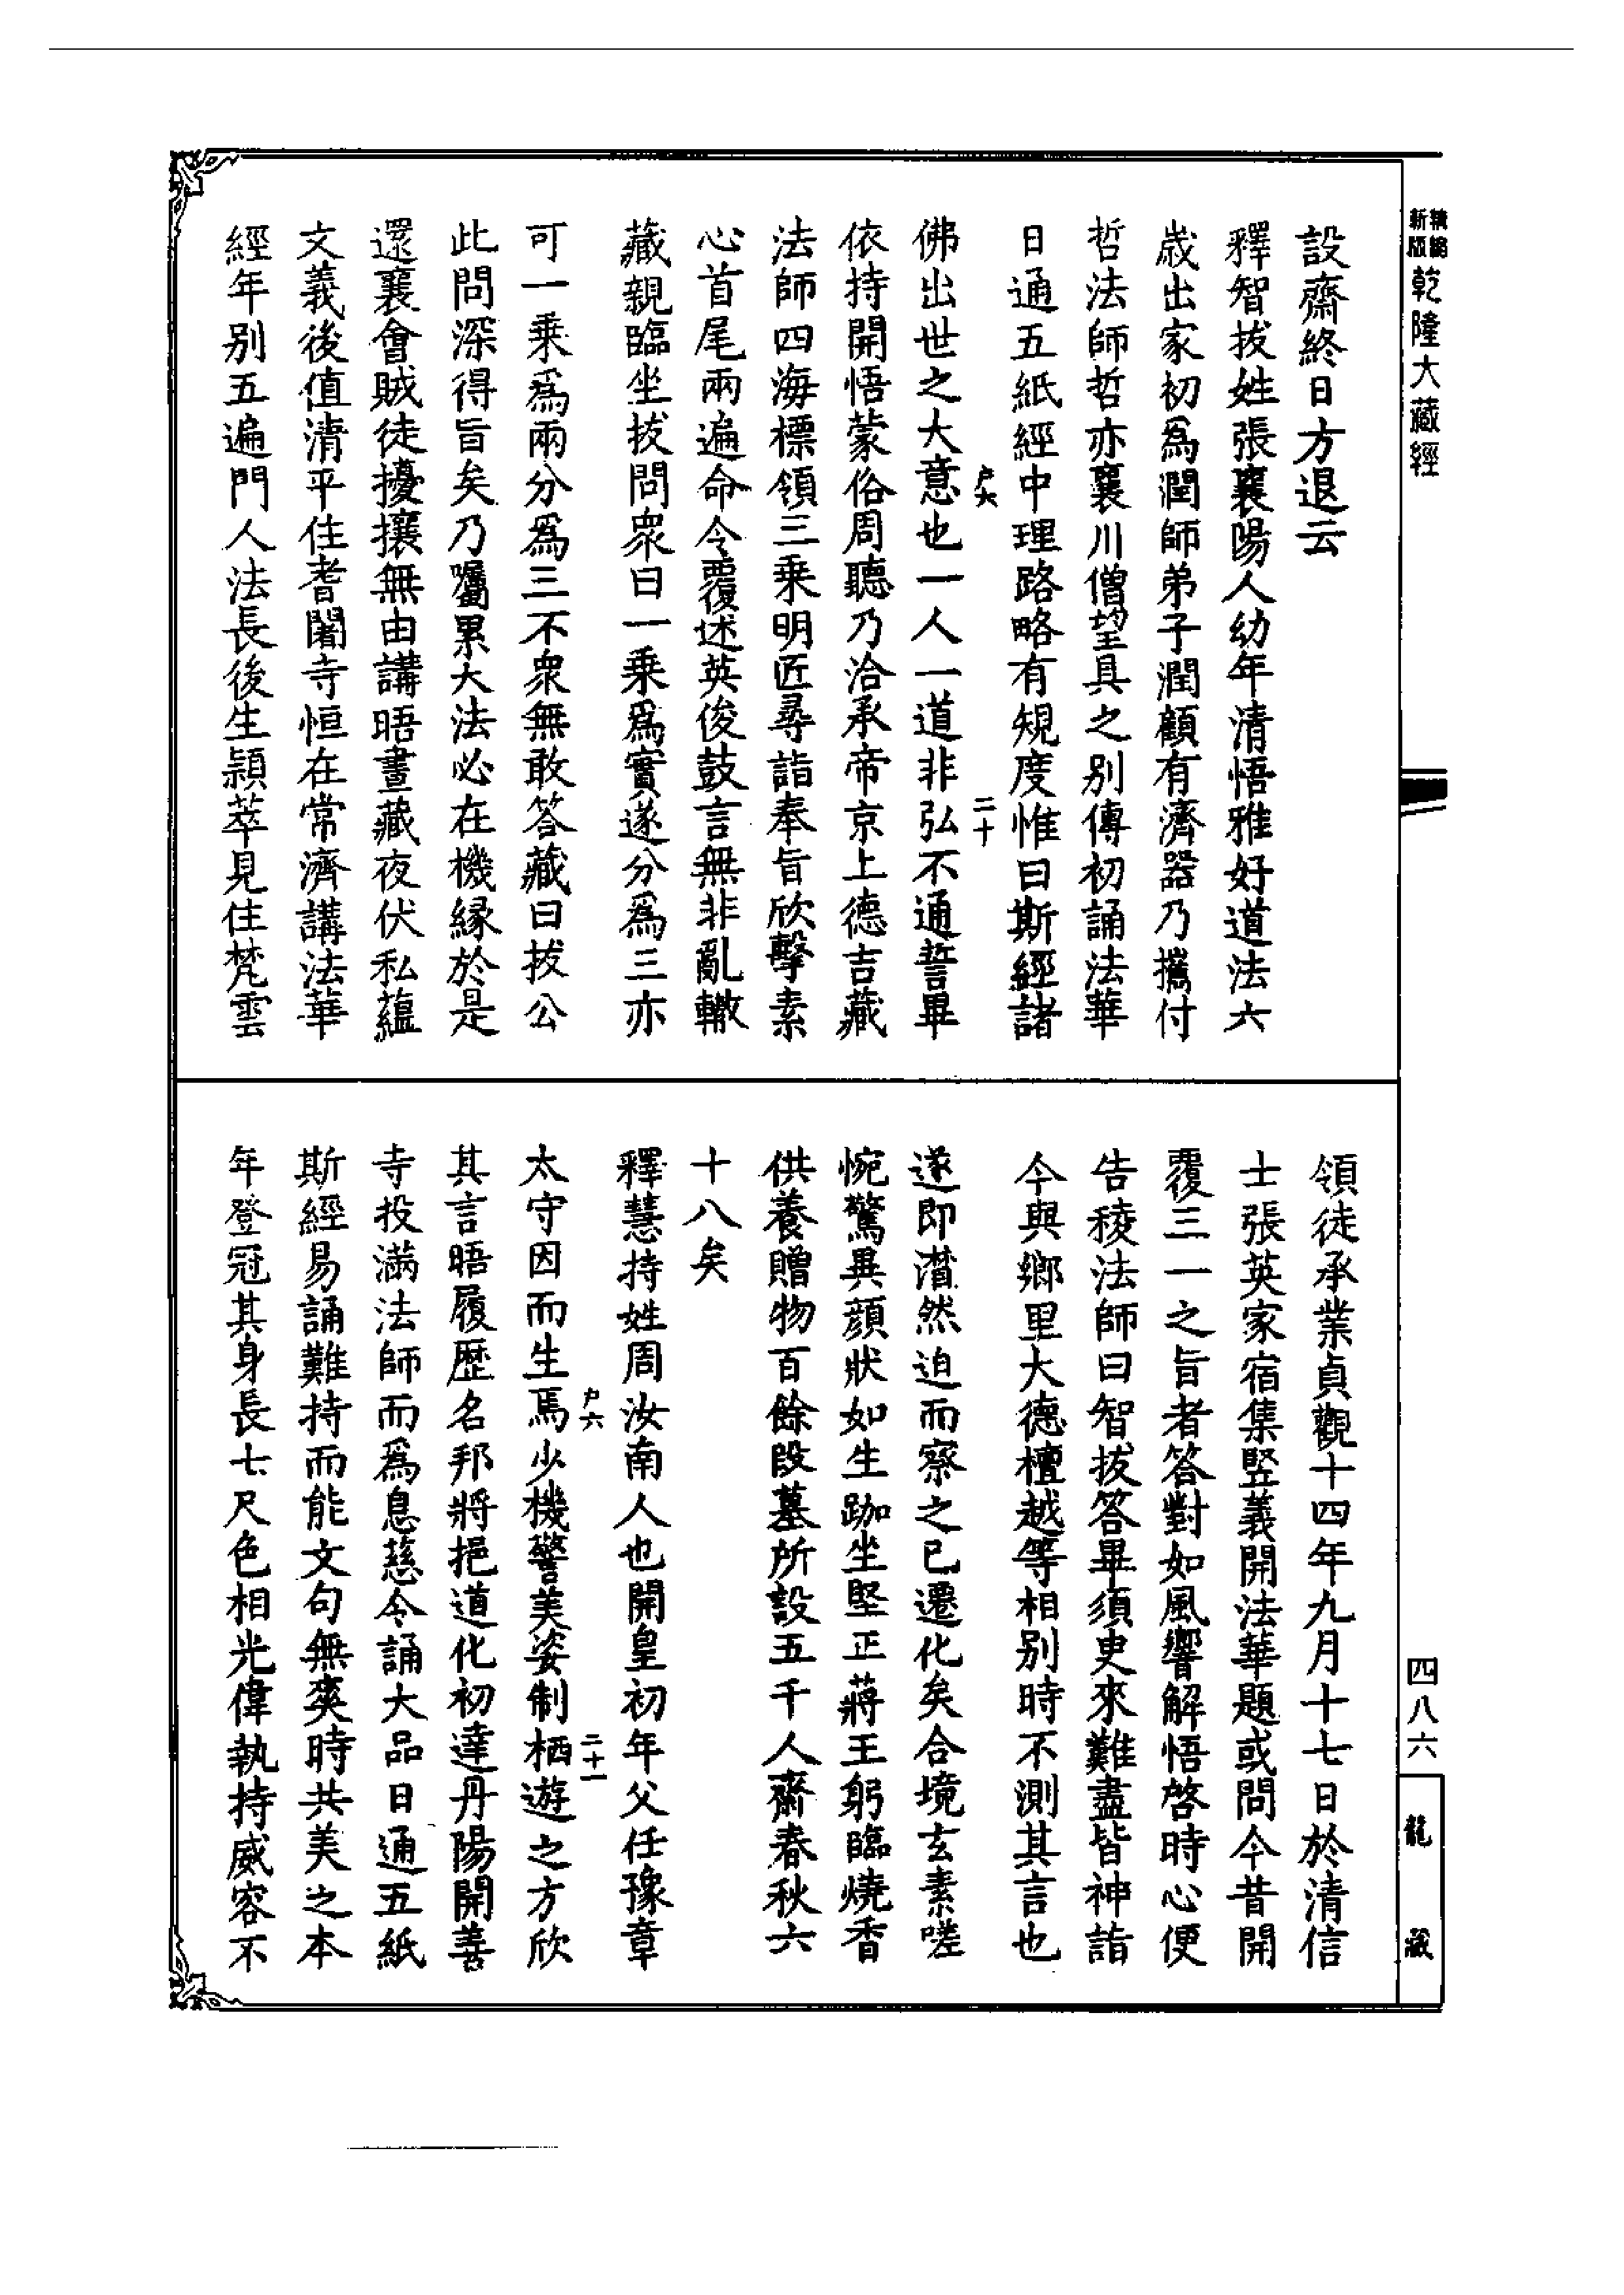 精縮
新版
乾隆大藏經
設齋終日方退云
釋智拔姓張襄陽人幼年清悟雅好道法六
歲出家初爲潤師弟子潤顧有濟器乃攜付
哲法師哲亦襄川僧望具之別傳初誦法華
日通五紙經中理路略有規度惟曰斯經諸
户六
二十
佛出世之大意也一人一道非弘不通誓畢
依持開悟蒙俗周聽乃洽承帝京上德吉藏
法師四海標領三乘明匠尋詣奉旨欣擊素
心首尾兩遍命令覆述英俊鼓言無非亂轍
藏親臨坐拔問衆曰一乘爲實遂分爲三亦
可一乘爲兩分爲三不衆無敢答藏曰拔公
此問深得旨矣乃囑累大法必在機緣於是
還襄會賊徒擾攘無由講晤晝藏夜伏私蘊
文義後值清平住耆闍寺恒在常濟講法華
經年別五遍門人法長後生頴萃見住梵雲
領徒承業貞觀十四年九月十七日於清信
士張英家宿集竪義開法華題或問今昔開
覆三一之旨者答對如風響解悟啓時心便
告稜法師曰智拔答畢須臾來難盡皆神詣
今與鄉里大德檀越等相別時不測其言也
遂即潛然迫而察之已遷化矣合境玄素嗟
惋驚異顔狀如生跏坐堅正蔣王躬臨燒香
供養贈物百餘段墓所設五千人齋春秋六
十八矣
釋慧持姓周汝南人也開皇初年父任豫章
户六
二十一
太守因而生焉少機警美姿制栖遊之方欣
其言晤履歴名邦將挹道化初達丹陽開善
寺投滿法師而爲息慈令誦大品日通五紙
斯經易誦難持而能文句無爽時共美之本
年登冠其身長七尺色相光偉執持威容不
四八六
龍藏